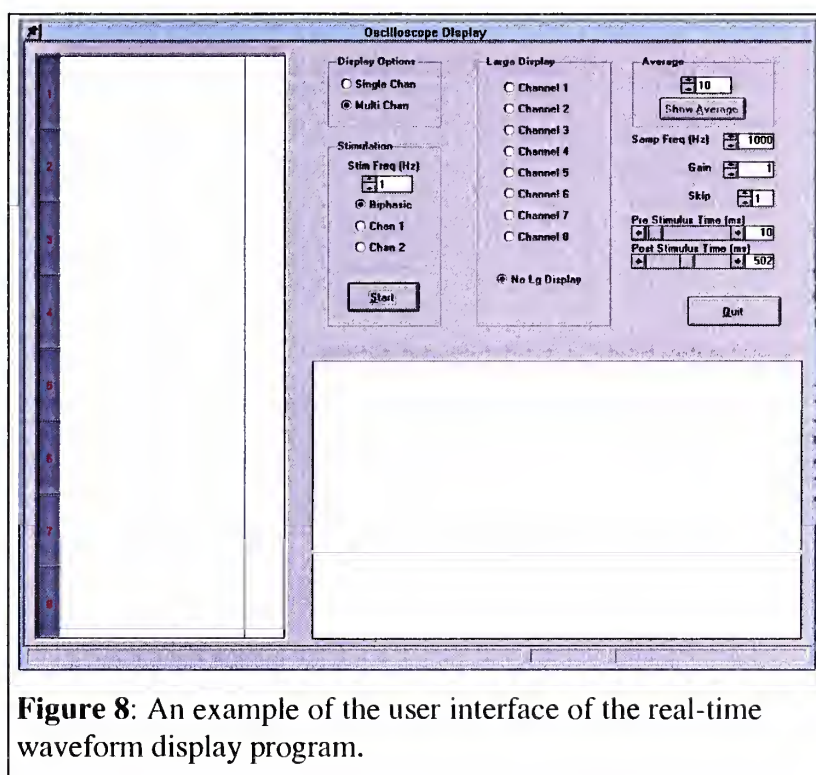 Oscilloscope Display
1
2
3
4
5
6
7
8
Display Options
Single Chan
Multi Chan
Stimulation
Stim Freq (Hz)
1
Biphasic
Chan 1
Chan 2
Start
Large Display
Channel 1
Channel 2
Channel 3
Channel 4
Channel 5
Channel 6
Channel 7
Channel 8
No Lg Display
Average
10
Show Average
Samp Freq (Hz) 1000
Gain 1
Skip 1
Pre Stimulus Time (ms)
10
Post Stimulus Time (ms)
502
Quit
Figure 8: An example of the user interface of the real-time
waveform display program.